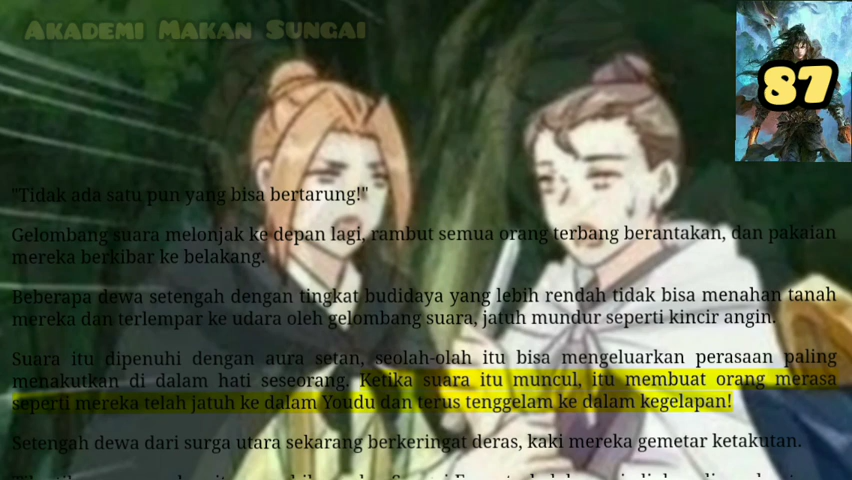 Akademi Makan Sungai
87
"Tidak ada satu pun yang bisa bertarung!"
Gelombang suara melonjak ke depan lagi, rambut semua orang terbang berantakan, dan pakaian
mereka berkibar ke belakang.
Beberapa dewa setengah dengan tingkat budidaya yang lebih rendah tidak bisa menahan tanah
mereka dan terlempar ke udara oleh gelombang suara, jatuh mundur seperti kincir angin.
Suara itu dipenuhi dengan aura setan, seolah-olah itu bisa mengeluarkan perasaan paling
menakutkan di dalam hati seseorang. Ketika suara itu muncul, itu membuat orang merasa
seperti mereka telah jatuh ke dalam Youdu dan terus tenggelam ke dalam kegelapan!
Setengah dewa dari surga utara sekarang berkeringat deras, kaki mereka gemetar ketakutan.